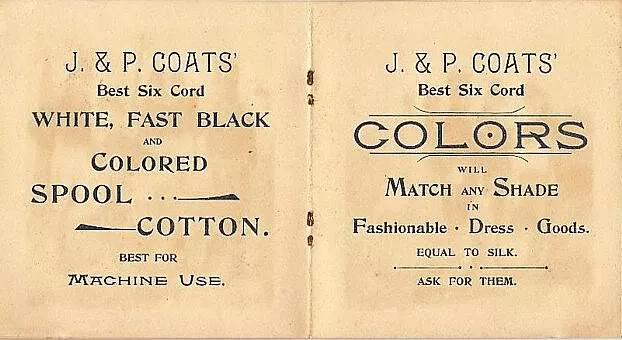 J. & P. COATS'
Best Six Cord
WHITE, FAST BLACK
AND
COLORED
SPOOL ...
COTTON.
BEST FOR
MACHINE USE.
J. & P. COATS'
Best Six Cord
COLORS
WILL
MATCH ANY SHADE
IN
Fashionable · Dress · Goods.
EQUAL TO SILK.
ASK FOR THEM.